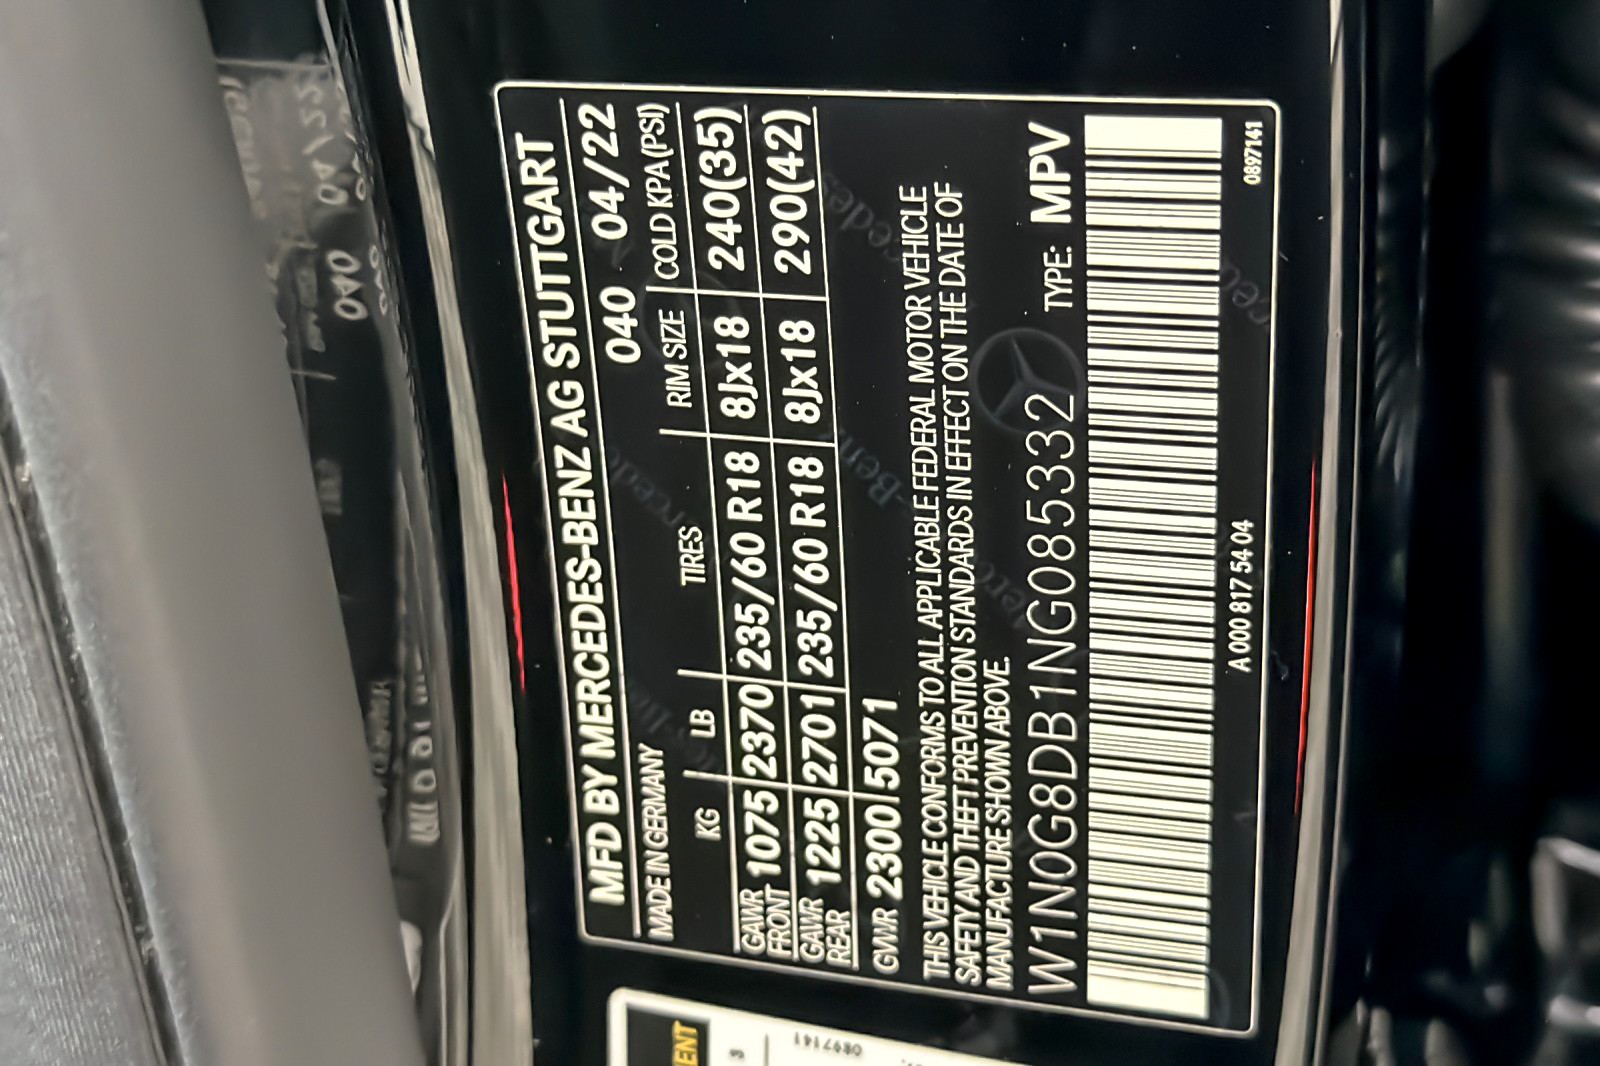 MFD BY MERCEDES-BENZ AG STUTTGART
MADE IN GERMANY 040 04/22
KG LB TIRES RIM SIZE COLD KPA(PSI)
GAWR FRONT 1075 2370 235/60 R18 8Jx18 240(35)
GAWR REAR 1225 2701 235/60 R18 8Jx18 290(42)
GVWR 2300 5071
THIS VEHICLE CONFORMS TO ALL APPLICABLE FEDERAL MOTOR VEHICLE
SAFETY AND THEFT PREVENTION STANDARDS IN EFFECT ON THE DATE OF
MANUFACTURE SHOWN ABOVE.
W1N0G8DB1NG085332 TYPE: MPV
A 000 817 54 04 0897141
0897141